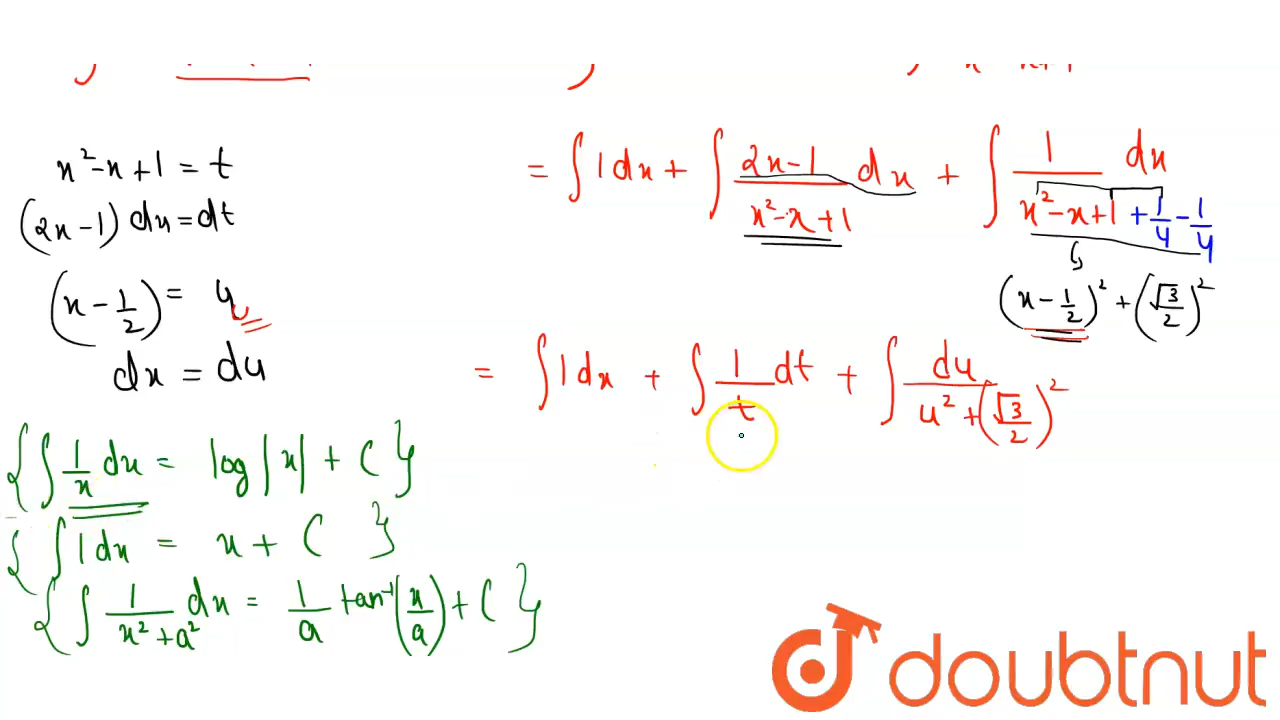 x² - x + 1 = t
(2x - 1) dx = dt
(x - 1/2) = u
dx = du
= ∫ 1 dx + ∫ (2x - 1)/(x² - x + 1) dx + ∫ 1/(x² - x + 1 + 1/4 - 1/4) dx
(x - 1/2)² + (√3/2)²
= ∫ 1 dx + ∫ 1/t dt + ∫ du/(u² + (√3/2)²)
{∫ 1/x dx = log|x| + C}
{∫ 1 dx = x + C}
{∫ 1/(x² + a²) dx = 1/a tan⁻¹(x/a) + C}
doubtnut